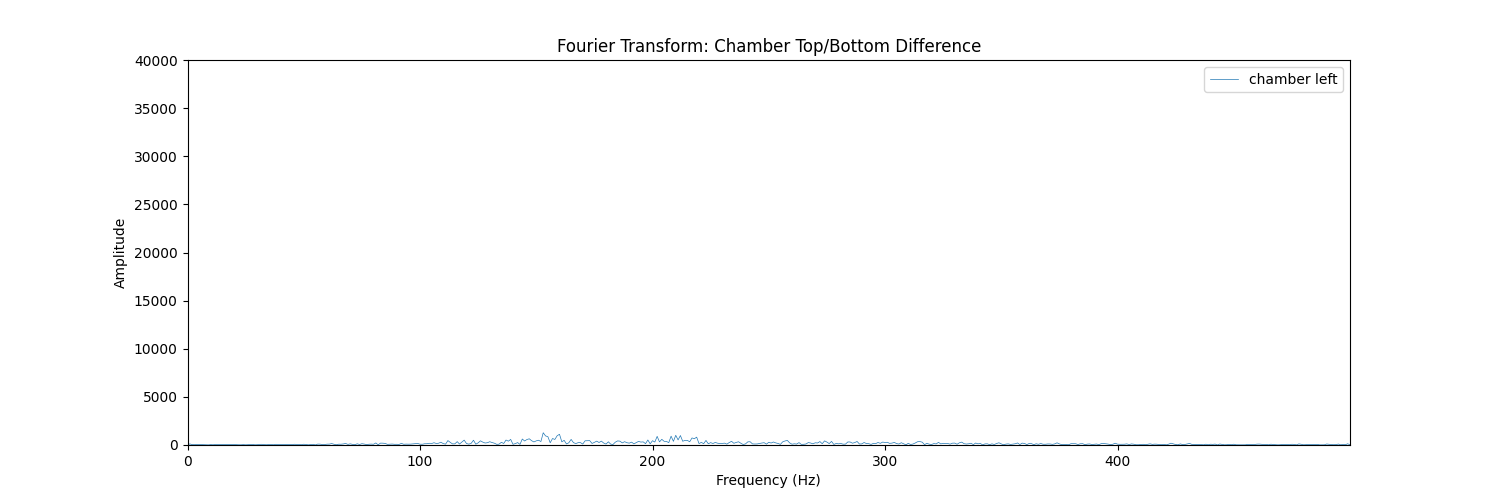 Fourier Transform: Chamber Top/Bottom Difference
40000
35000
30000
25000
20000
15000
10000
5000
0
Amplitude
chamber left
0 100 200 300 400
Frequency (Hz)